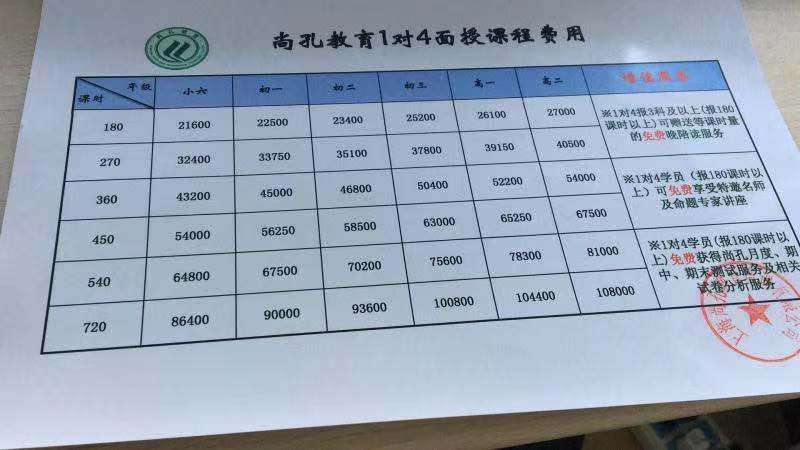 尚孔教育
尚孔教育1对4面授课程费用
年级
课时
小六 初一 初二 初三 高一 高二 增值服务
180 21600 22500 23400 25200 26100 27000
270 32400 33750 35100 37800 39150 40500
360 43200 45000 46800 50400 52200 54000
450 54000 56250 58500 63000 65250 67500
540 64800 67500 70200 75600 78300 81000
720 86400 90000 93600 100800 104400 108000
※1对4报3科及以上(报180
课时以上)可赠送等课时量
的免费晚陪读服务
※1对4学员(报180课时以
上)可免费享受特邀名师
及命题专家讲座
※1对4学员(报180课时以
上)免费获得尚孔月度、期
中、期末测试服务及相关
试卷分析服务
上海尚